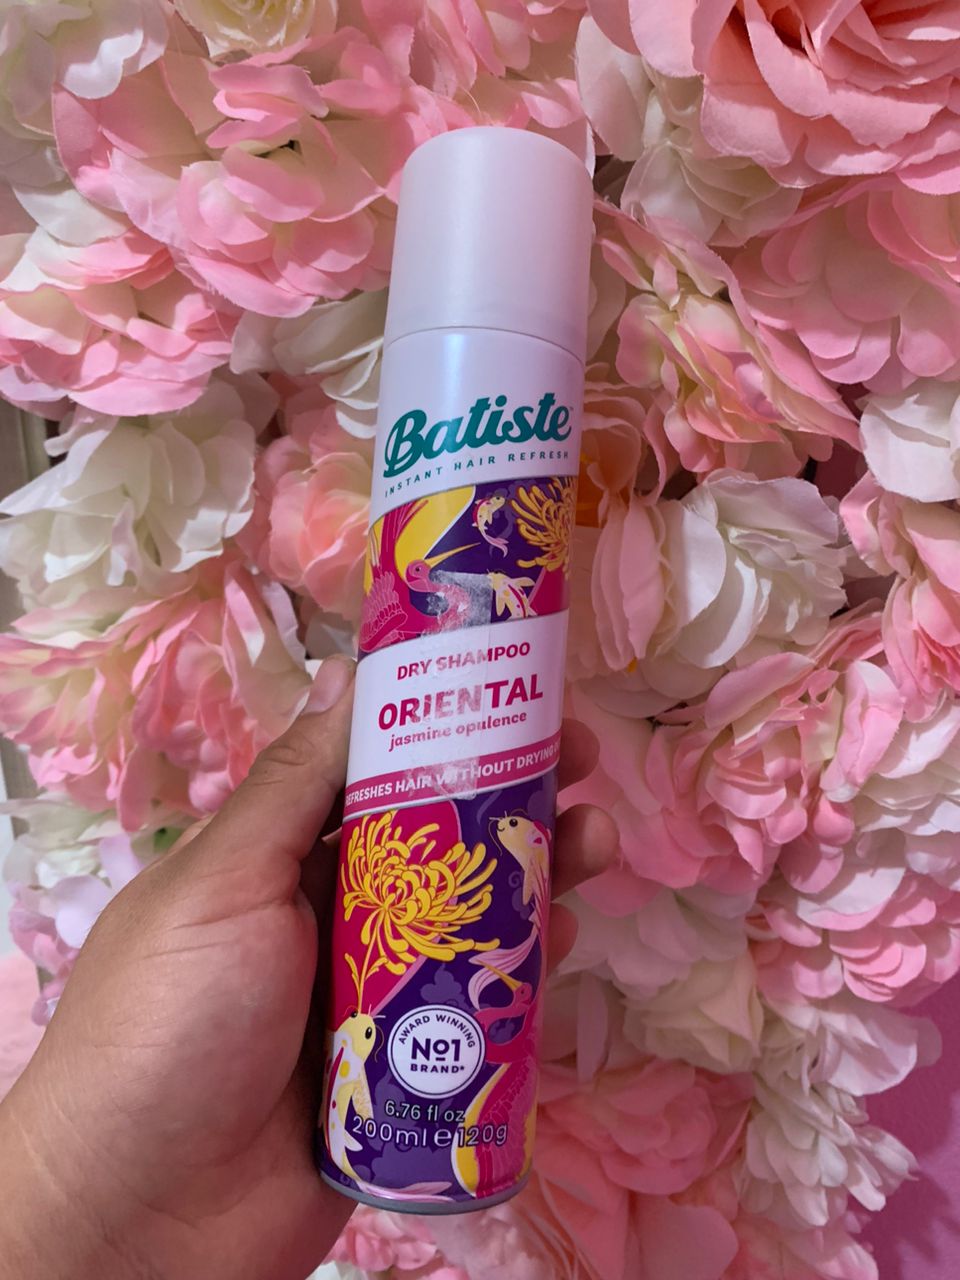 Batiste
INSTANT HAIR REFRESH
DRY SHAMPOO
ORIENTAL
jasmine opulence
REFRESHES HAIR WITHOUT DRYING
AWARD WINNING
Nº1
BRAND*
6.76 fl oz
200ml e 120g